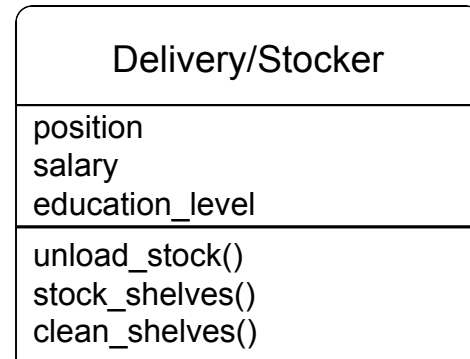 Delivery/Stocker
position
salary
education_level
unload_stock()
stock_shelves()
clean_shelves()